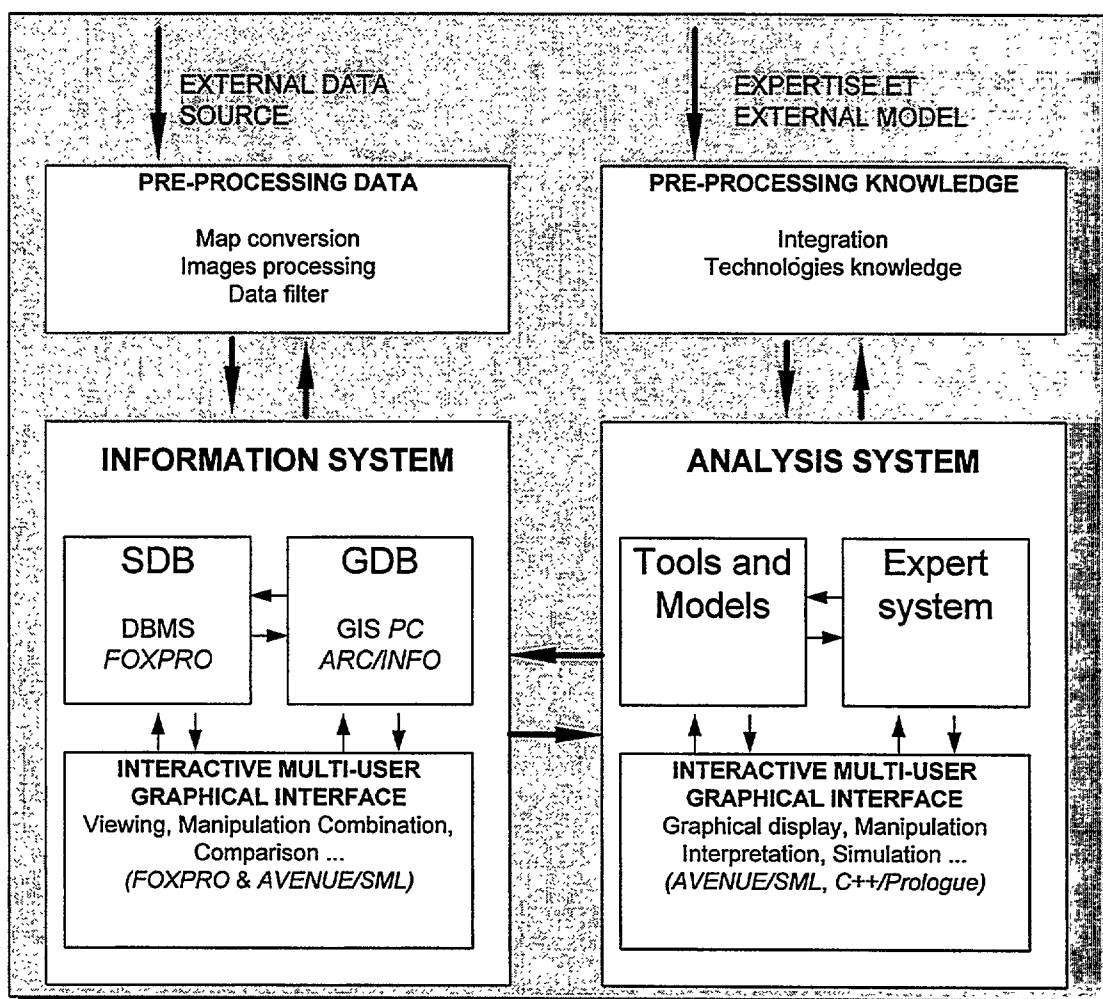 EXTERNAL DATA
SOURCE
EXPERTISE ET
EXTERNAL MODEL
PRE-PROCESSING DATA
Map conversion
Images processing
Data filter
PRE-PROCESSING KNOWLEDGE
Integration
Technologies knowledge
INFORMATION SYSTEM
SDB
DBMS
FOXPRO
GDB
GIS PC
ARC/INFO
INTERACTIVE MULTI-USER
GRAPHICAL INTERFACE
Viewing, Manipulation Combination,
Comparison ...
(FOXPRO & AVENUE/SML)
ANALYSIS SYSTEM
Tools and
Models
Expert
system
INTERACTIVE MULTI-USER
GRAPHICAL INTERFACE
Graphical display, Manipulation
Interpretation, Simulation ...
(AVENUE/SML, C++/Prologue)